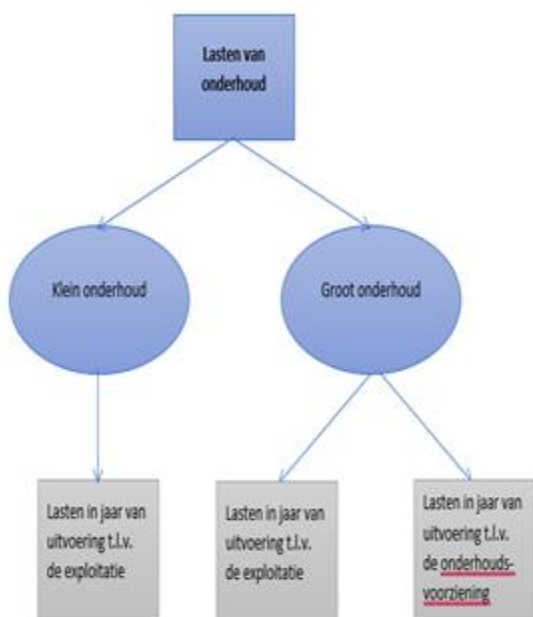 Lasten van
onderhoud
Klein onderhoud
Groot onderhoud
Lasten in jaar van
uitvoering t.l.v.
de exploitatie
Lasten in jaar van
uitvoering t.l.v.
de exploitatie
Lasten in jaar van
uitvoering t.l.v.
de onderhouds-
voorziening